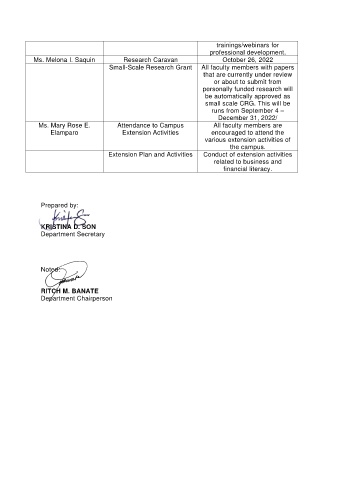 trainings/webinars for
professional development.
Ms. Melona I. Saquin Research Caravan October 26, 2022
Small-Scale Research Grant All faculty members with papers
that are currently under review
or about to submit from
personally funded research will
be automatically approved as
small scale CRG. This will be
runs from September 4 –
December 31, 2022/
Ms. Mary Rose E. Attendance to Campus All faculty members are
Elamparo Extension Activities encouraged to attend the
various extension activities of
the campus.
Extension Plan and Activities Conduct of extension activities
related to business and
financial literacy.
Prepared by:
KRISTINA D. SON
Department Secretary
Noted:
RITCH M. BANATE
Department Chairperson